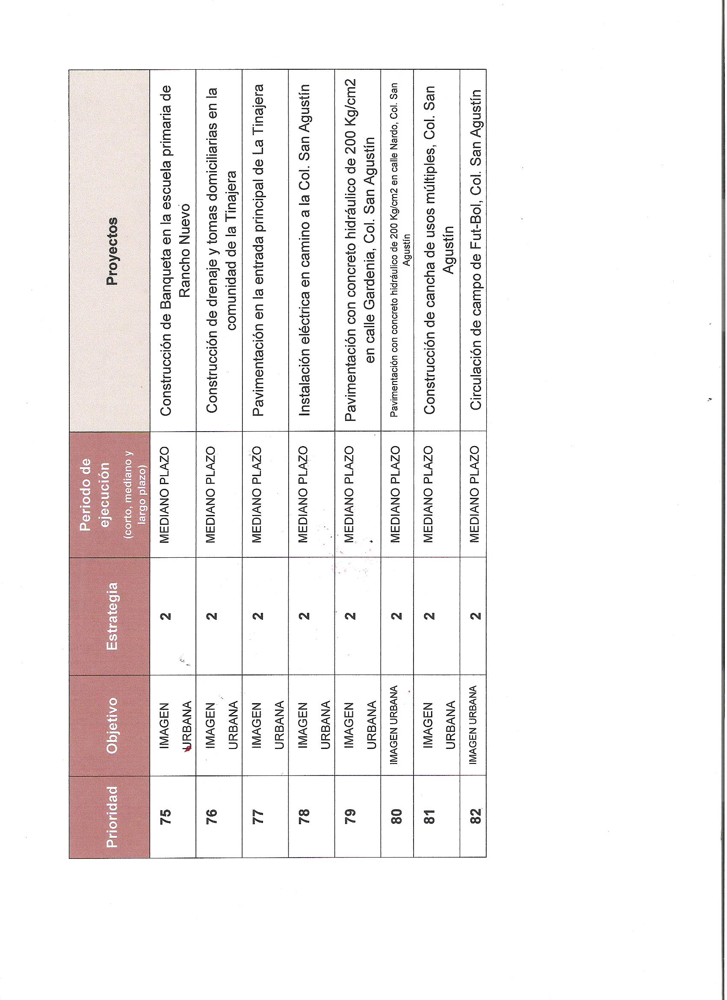 Prioridad
Objetivo
Estrategia
Periodo de
ejecución
(corto, mediano y
largo plazo)
Proyectos
75
IMAGEN
URBANA
2
MEDIANO PLAZO
Construcción de Banqueta en la escuela primaria de
Rancho Nuevo
76
IMAGEN
URBANA
2
MEDIANO PLAZO
Construcción de drenaje y tomas domiciliarias en la
comunidad de la Tinajera
77
IMAGEN
URBANA
2
MEDIANO PLAZO
Pavimentación en la entrada principal de La Tinajera
78
IMAGEN
URBANA
2
MEDIANO PLAZO
Instalación eléctrica en camino a la Col. San Agustín
79
IMAGEN
URBANA
2
MEDIANO PLAZO
Pavimentación con concreto hidráulico de 200 Kg/cm2
en calle Gardenia, Col. San Agustín
80
IMAGEN URBANA
2
MEDIANO PLAZO
Pavimentación con concreto hidráulico de 200 Kg/cm2 en calle Nardo, Col. San
Agustín
81
IMAGEN
URBANA
2
MEDIANO PLAZO
Construcción de cancha de usos múltiples, Col. San
Agustín
82
IMAGEN URBANA
2
MEDIANO PLAZO
Circulación de campo de Fut-Bol, Col. San Agustín